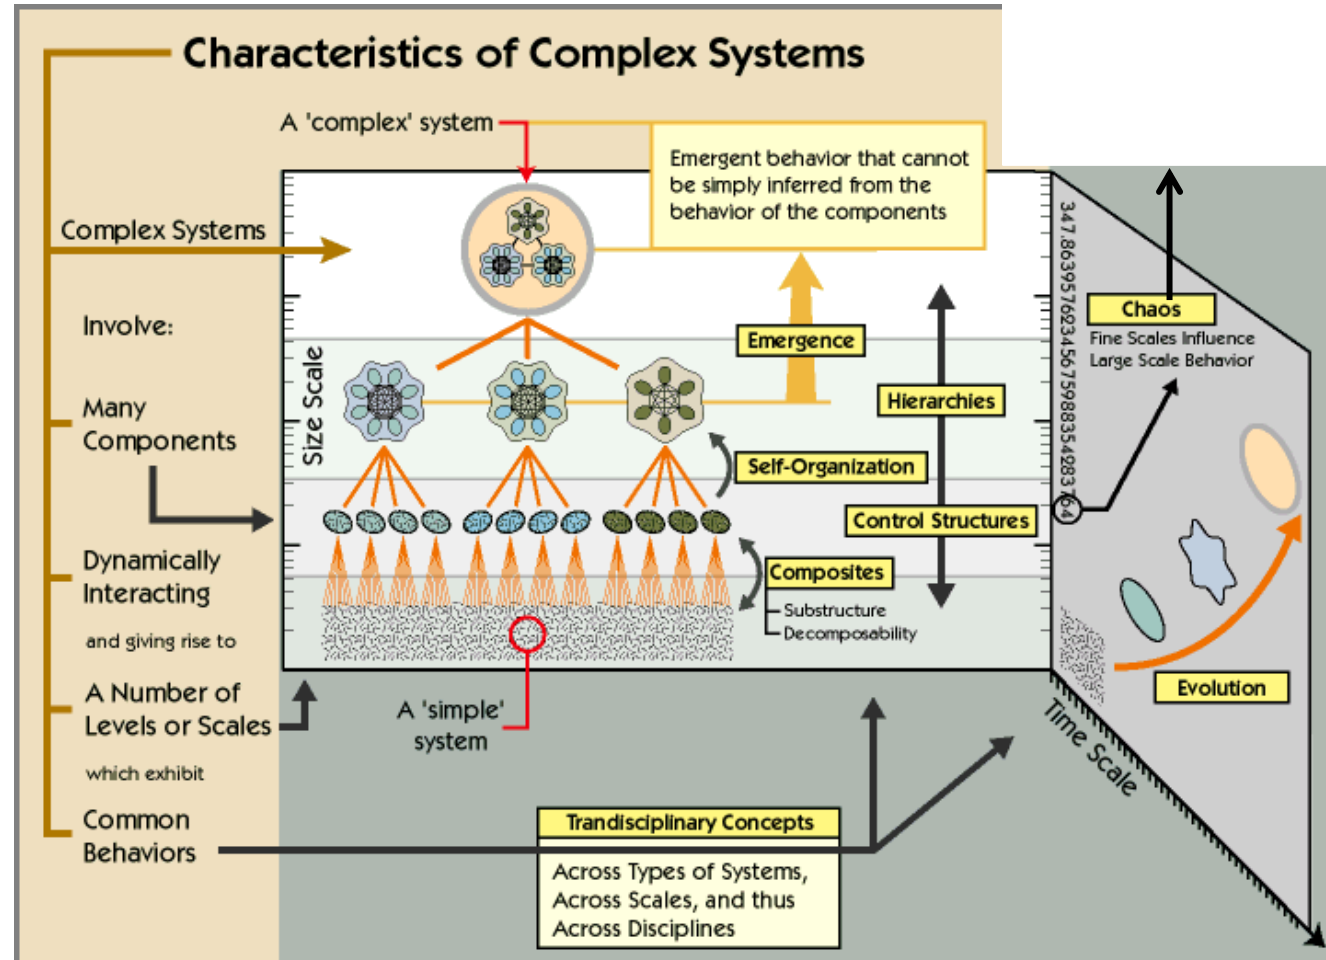 Characteristics of Complex Systems
A 'complex' system
Emergent behavior that cannot
be simply inferred from the
behavior of the components
Complex Systems
Involve:
Many
Components
Dynamically
Interacting
and giving rise to
A Number of
Levels or Scales
which exhibit
Common
Behaviors
Size Scale
Emergence
Hierarchies
Self-Organization
Control Structures
Composites
Substructure
Decomposability
A 'simple'
system
Trandisciplinary Concepts
Across Types of Systems,
Across Scales, and thus
Across Disciplines
347.86395762345675988354283764
Chaos
Fine Scales Influence
Large Scale Behavior
Evolution
Time Scale